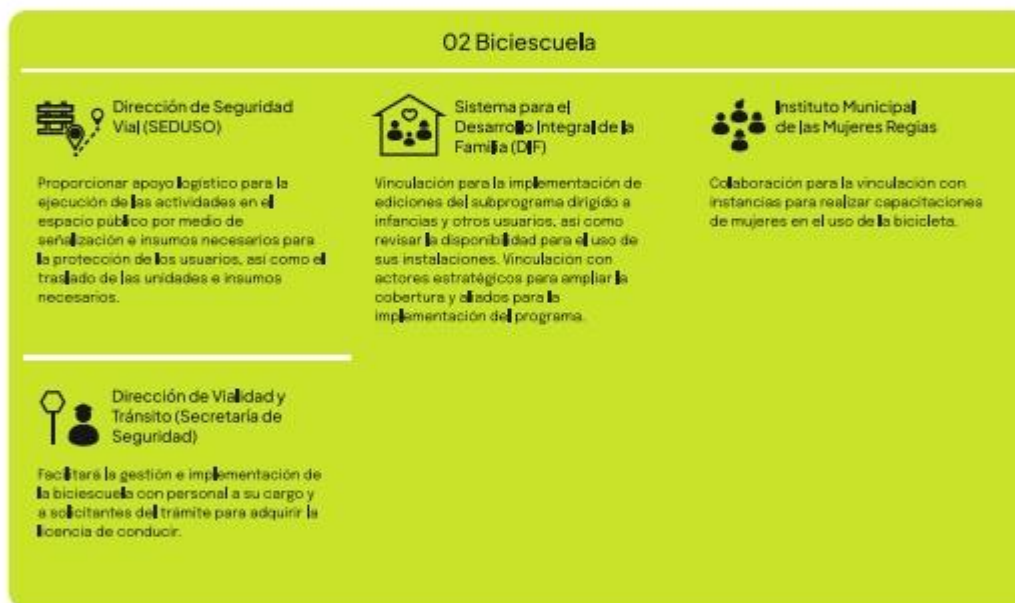 02 Biciescuela
Dirección de Seguridad
Vial (SEDUSO)
Proporcionar apoyo logístico para la
ejecución de las actividades en el
espacio público por medio de
señalización e insumos necesarios para
la protección de los usuarios, así como el
traslado de las unidades e insumos
necesarios.
Sistema para el
Desarrollo Integral de la
Familia (DIF)
Vinculación para la implementación de
ediciones del subprograma dirigido a
infancias y otros usuarios, así como
revisar la disponibilidad para el uso de
sus instalaciones. Vinculación con
actores estratégicos para ampliar la
cobertura y aliados para la
implementación del programa.
Instituto Municipal
de las Mujeres Regias
Colaboración para la vinculación con
instancias para realizar capacitaciones
de mujeres en el uso de la bicicleta.
Dirección de Vialidad y
Tránsito (Secretaría de
Seguridad)
Facilitará la gestión e implementación de
la biciescuela con personal a su cargo y
a solicitantes del trámite para adquirir la
licencia de conducir.